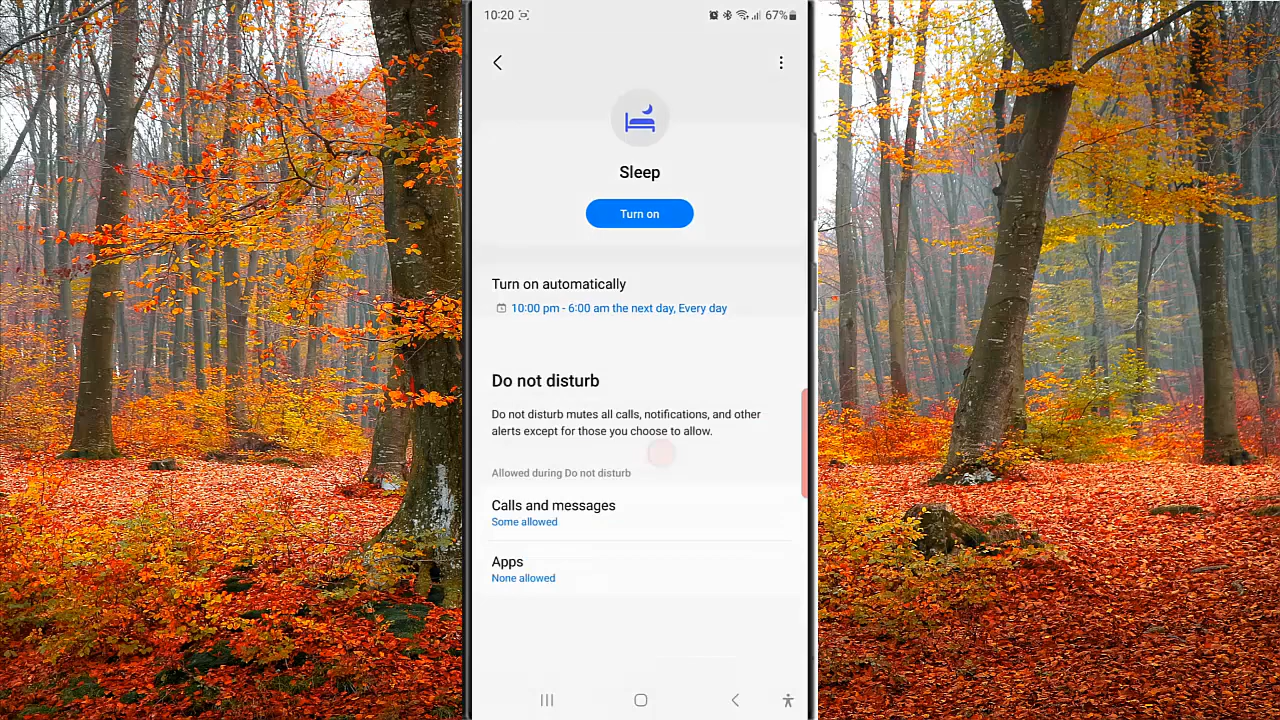 10:20
67%
Sleep
Turn on
Turn on automatically
10:00 pm - 6:00 am the next day, Every day
Do not disturb
Do not disturb mutes all calls, notifications, and other
alerts except for those you choose to allow.
Allowed during Do not disturb
Calls and messages
Some allowed
Apps
None allowed